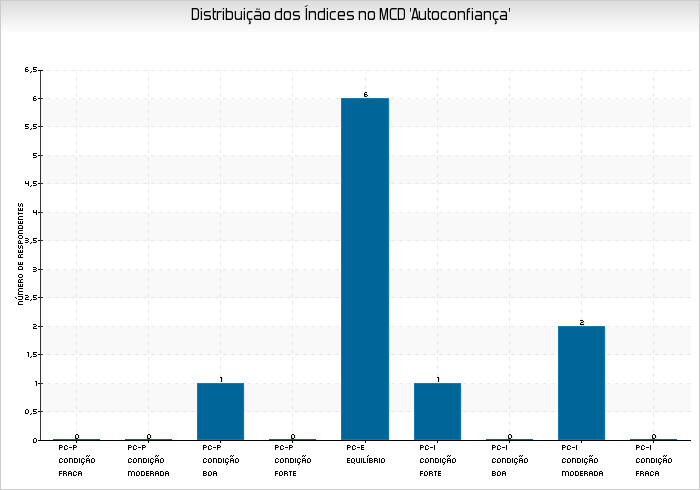 Distribuição dos Índices no MCD 'Autoconfiança'
NÚMERO DE RESPONDENTES
6,5
6
5,5
5
4,5
4
3,5
3
2,5
2
1,5
1
0,5
0
0
0
1
0
6
1
0
2
0
PC-P
CONDIÇÃO
FRACA
PC-P
CONDIÇÃO
MODERADA
PC-P
CONDIÇÃO
BOA
PC-P
CONDIÇÃO
FORTE
PC-E
EQUILÍBRIO
PC-I
CONDIÇÃO
FORTE
PC-I
CONDIÇÃO
BOA
PC-I
CONDIÇÃO
MODERADA
PC-I
CONDIÇÃO
FRACA